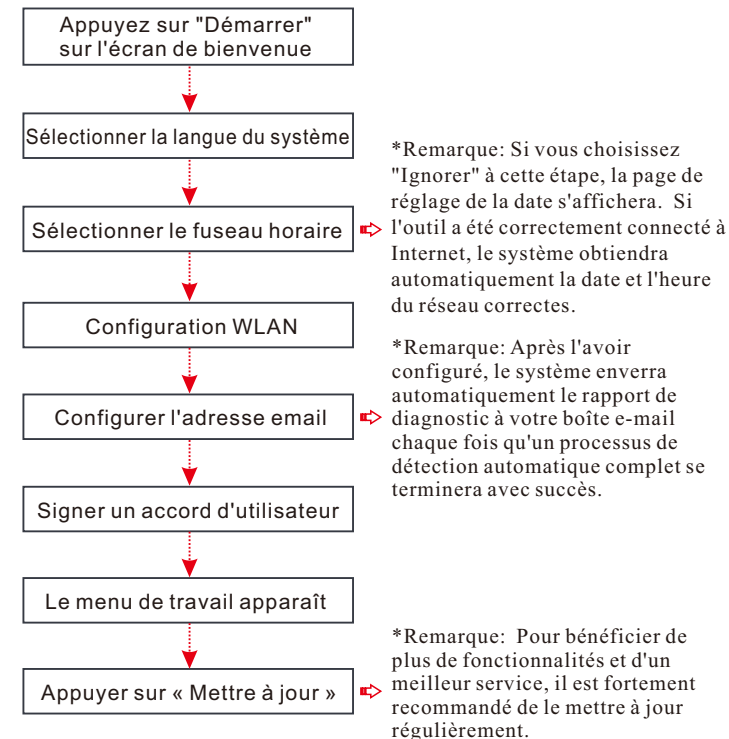 Appuyez sur "Démarrer"
sur l'écran de bienvenue
Sélectionner la langue du système
Sélectionner le fuseau horaire
*Remarque: Si vous choisissez
"Ignorer" à cette étape, la page de
réglage de la date s'affichera. Si
l'outil a été correctement connecté à
Internet, le système obtiendra
automatiquement la date et l'heure
du réseau correctes.
Configuration WLAN
Configurer l'adresse email
*Remarque: Après l'avoir
configuré, le système enverra
automatiquement le rapport de
diagnostic à votre boîte e-mail
chaque fois qu'un processus de
détection automatique complet se
terminera avec succès.
Signer un accord d'utilisateur
Le menu de travail apparaît
Appuyer sur « Mettre à jour »
*Remarque: Pour bénéficier de
plus de fonctionnalités et d'un
meilleur service, il est fortement
recommandé de le mettre à jour
régulièrement.